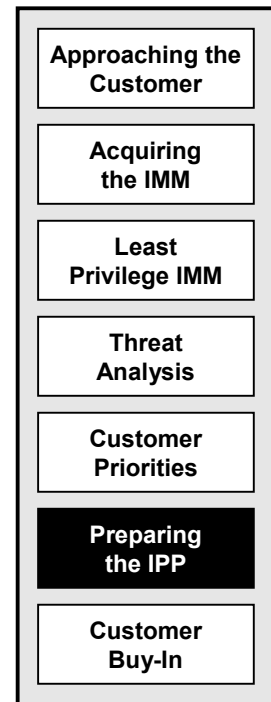 Approaching the
Customer
Acquiring
the IMM
Least
Privilege IMM
Threat
Analysis
Customer
Priorities
Preparing
the IPP
Customer
Buy-In